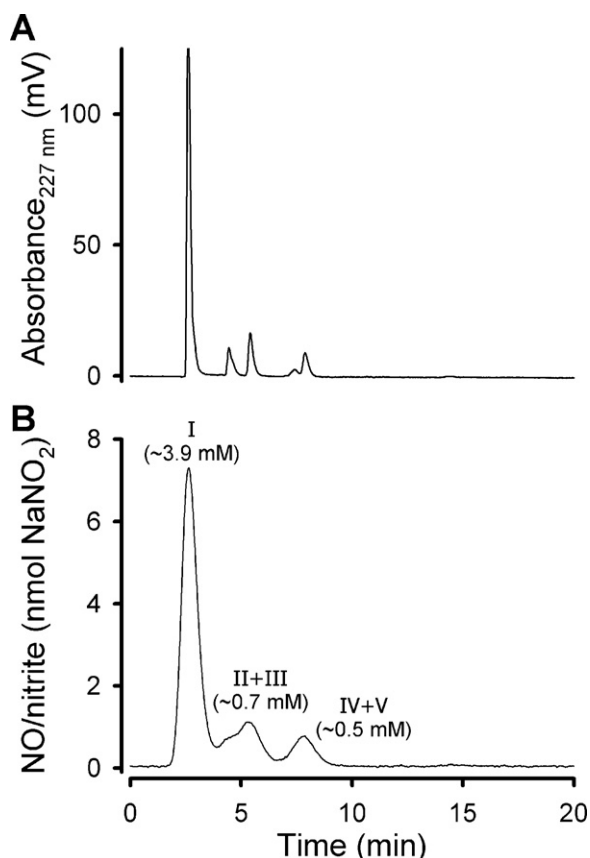 A
Absorbance227 nm (mV)
100
50
0
B
NO/nitrite (nmol NaNO2)
8
6
4
2
0
I
(~3.9 mM)
II+III
(~0.7 mM)
IV+V
(~0.5 mM)
0 5 10 15 20
Time (min)